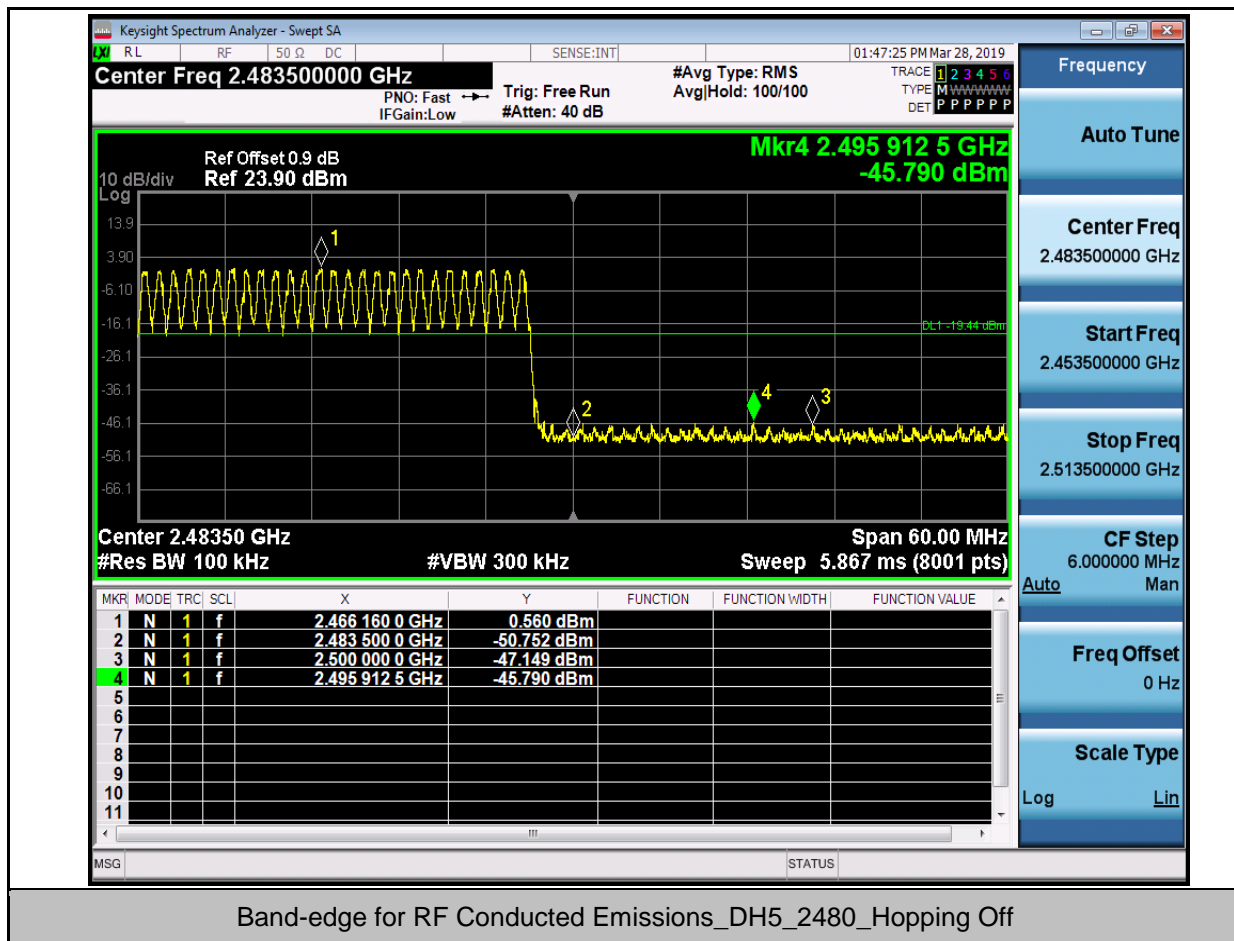 Keysight Spectrum Analyzer - Swept SA
LXI RL RF 50 Ω DC SENSE:INT 01:47:25 PM Mar 28, 2019
Center Freq 2.483500000 GHz
PNO: Fast
IFGain:Low
Trig: Free Run
#Atten: 40 dB
#Avg Type: RMS
Avg|Hold: 100/100
TRACE 1 2 3 4 5 6
TYPE M WWWWW
DET P P P P P P
Mkr4 2.495 912 5 GHz
-45.790 dBm
Ref Offset 0.9 dB
10 dB/div Ref 23.90 dBm
Log
13.9
3.90
-6.10
-16.1
-26.1
-36.1
-46.1
-56.1
-66.1
1
2
4
3
DL1 -19.44 dBm
Center 2.48350 GHz Span 60.00 MHz
#Res BW 100 kHz #VBW 300 kHz Sweep 5.867 ms (8001 pts)
MKR MODE TRC SCL X Y FUNCTION FUNCTION WIDTH FUNCTION VALUE
1 N 1 f 2.466 160 0 GHz 0.560 dBm
2 N 1 f 2.483 500 0 GHz -50.752 dBm
3 N 1 f 2.500 000 0 GHz -47.149 dBm
4 N 1 f 2.495 912 5 GHz -45.790 dBm
5
6
7
8
9
10
11
MSG STATUS
Frequency
Auto Tune
Center Freq
2.483500000 GHz
Start Freq
2.453500000 GHz
Stop Freq
2.513500000 GHz
CF Step
6.000000 MHz
Auto Man
Freq Offset
0 Hz
Scale Type
Log Lin
Band-edge for RF Conducted Emissions_DH5_2480_Hopping Off